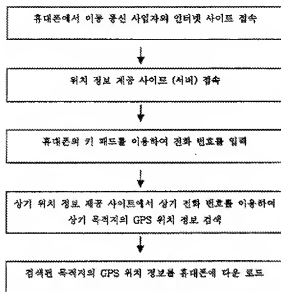 휴대폰에서 이동 통신 사업자의 인터넷 사이트 접속
위치 정보 제공 사이트 (서버) 접속
휴대폰의 키 패드를 이용하여 전화 번호를 입력
상기 위치 정보 제공 사이트에서 상기 전화 번호를 이용하여
상기 목적지의 GPS 위치 정보 검색
검색된 목적지의 GPS 위치 정보를 휴대폰에 다운 로드